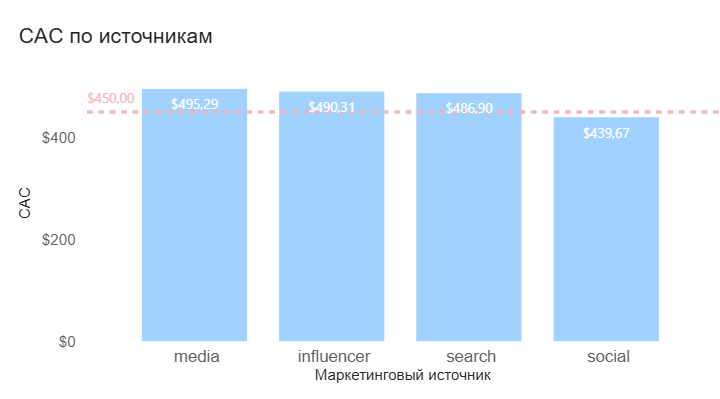 CAC по источникам
$450,00
$495,29
$490,31
$486,90
$439,67
$400
$200
$0
CAC
media influencer search social
Маркетинговый источник